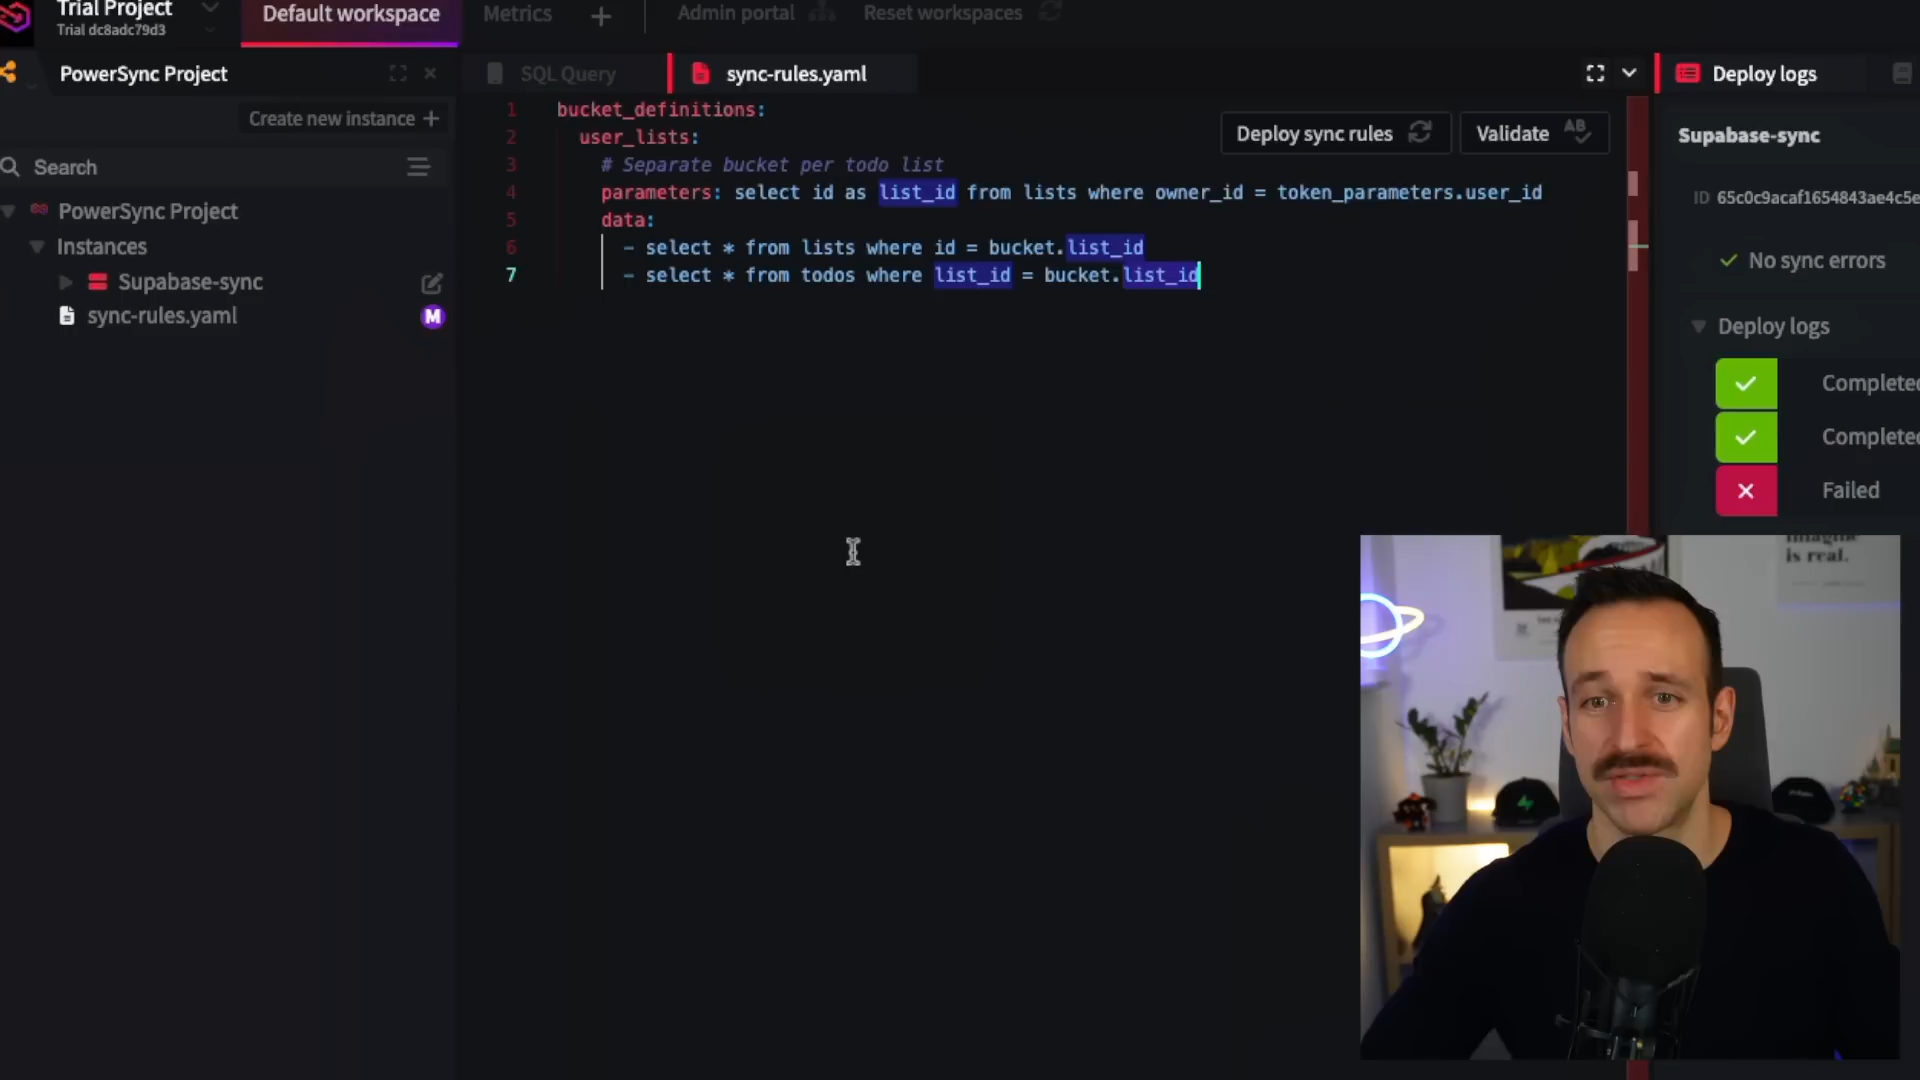 Trial Project
Trial dc8adc79d3
Default workspace
Metrics
Admin portal
Reset workspaces
PowerSync Project
SQL Query
sync-rules.yaml
Deploy logs
Create new instance +
Search
PowerSync Project
Instances
Supabase-sync
sync-rules.yaml
M
1 bucket_definitions:
2 user_lists:
3 # Separate bucket per todo list
4 parameters: select id as list_id from lists where owner_id = token_parameters.user_id
5 data:
6 - select * from lists where id = bucket.list_id
7 - select * from todos where list_id = bucket.list_id
Deploy sync rules
Validate
Supabase-sync
ID 65c0c9acaf1654843ae4c5e
No sync errors
Deploy logs
Completed
Completed
Failed
imagine
is real.